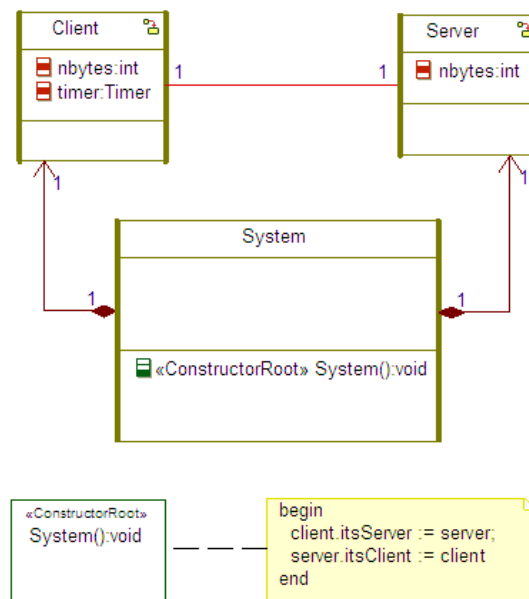 Client
nbytes:int
timer:Timer
Server
nbytes:int
1
1
1
1
System
1
1
«ConstructorRoot» System():void
«ConstructorRoot»
System():void
begin
client.itsServer := server;
server.itsClient := client
end